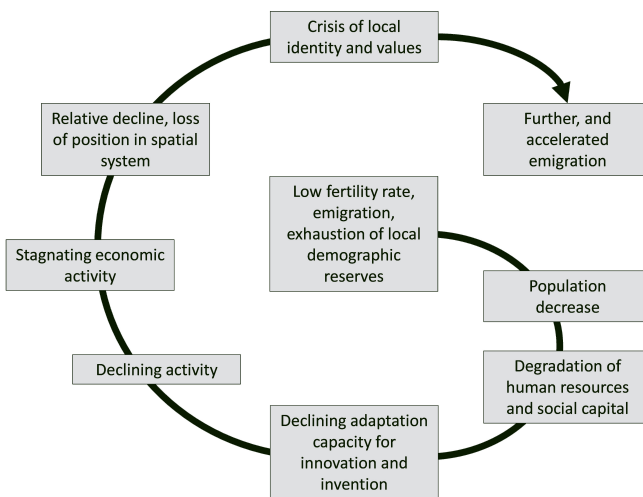 Crisis of local
identity and values
Relative decline, loss
of position in spatial
system
Further, and
accelerated
emigration
Low fertility rate,
emigration,
exhaustion of local
demographic
reserves
Stagnating economic
activity
Population
decrease
Declining activity
Degradation of
human resources
and social capital
Declining adaptation
capacity for
innovation and
invention